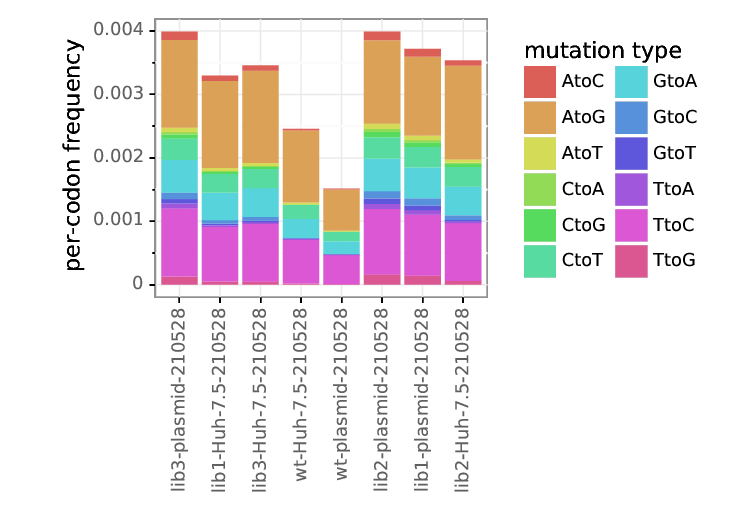 per-codon frequency
0.004
0.003
0.002
0.001
0
lib3-plasmid-210528
lib1-Huh-7.5-210528
lib3-Huh-7.5-210528
wt-Huh-7.5-210528
wt-plasmid-210528
lib2-plasmid-210528
lib1-plasmid-210528
lib2-Huh-7.5-210528
mutation type
AtoC
AtoG
AtoT
CtoA
CtoG
CtoT
GtoA
GtoC
GtoT
TtoA
TtoC
TtoG